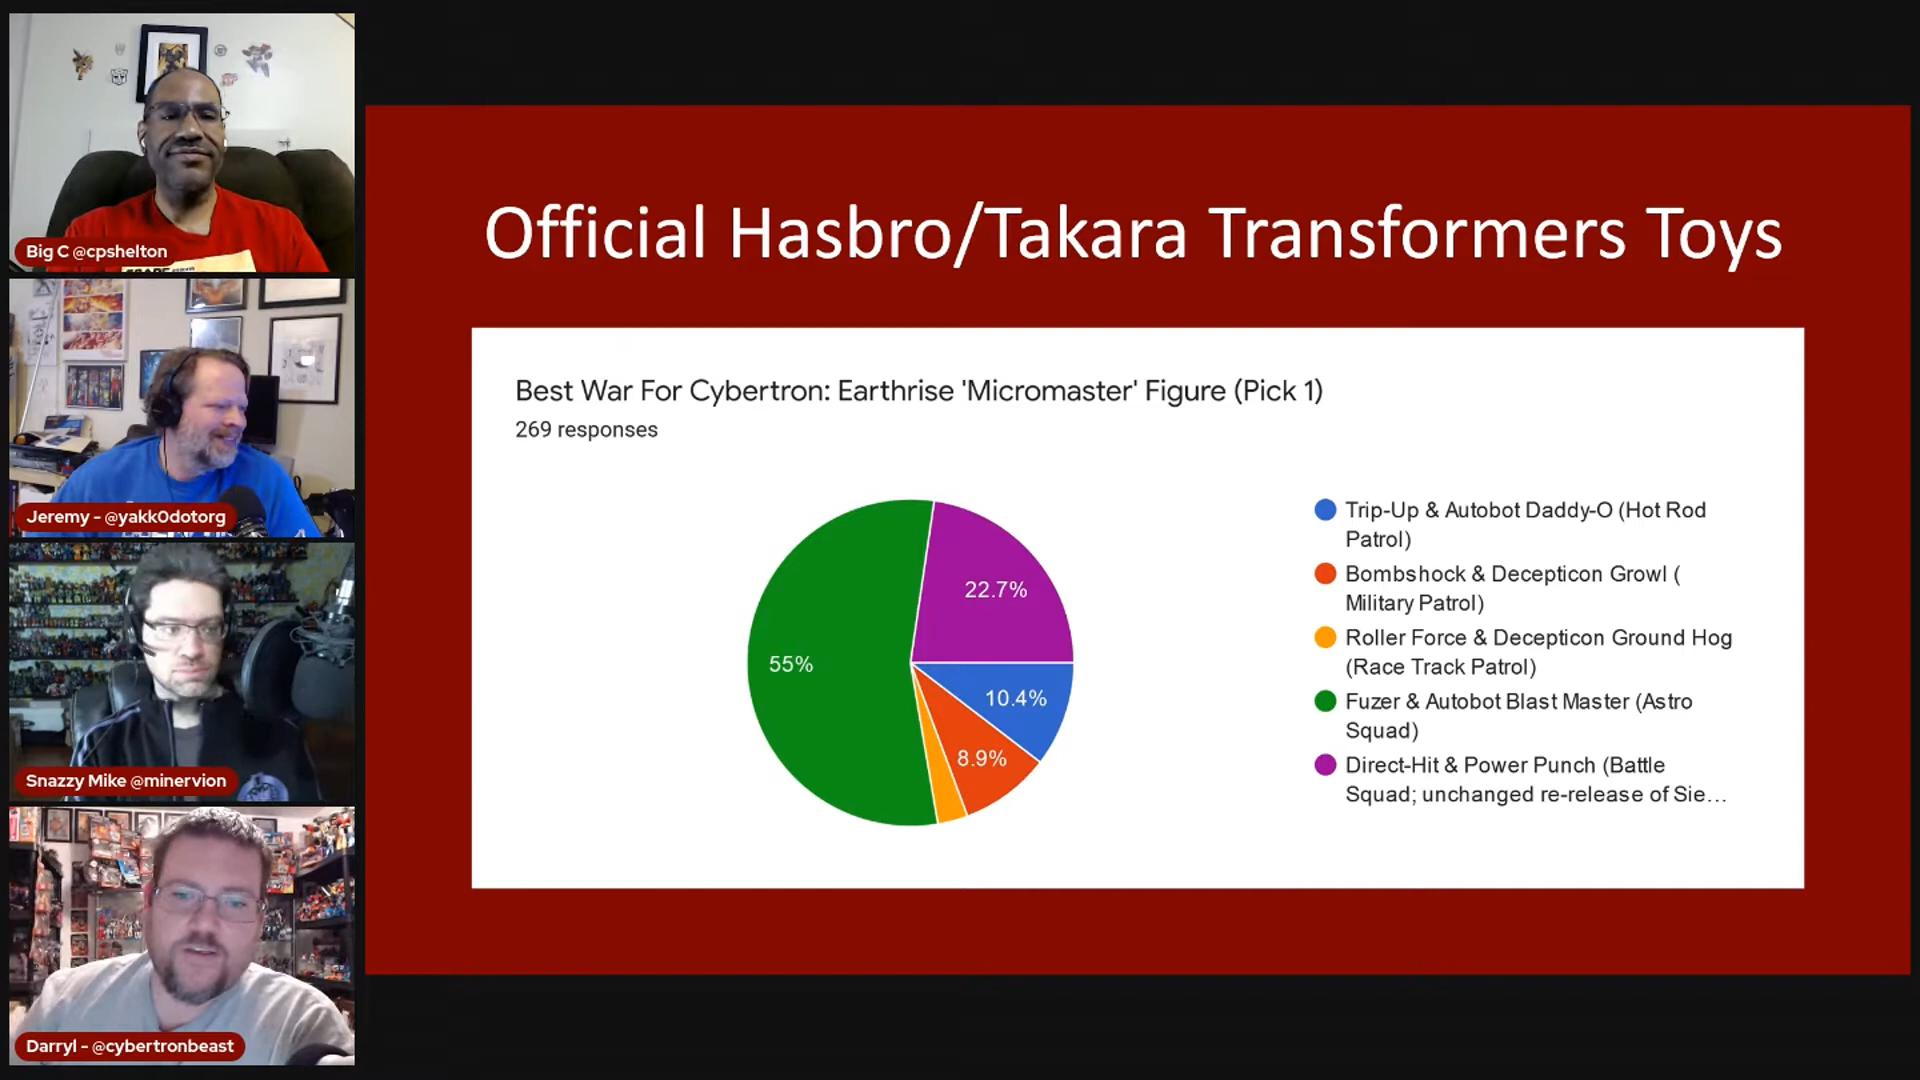 Big C @cpshelton
Jeremy - @yakk0dotorg
Snazzy Mike @minervion
Darryl - @cybertronbeast
Official Hasbro/Takara Transformers Toys
Best War For Cybertron: Earthrise 'Micromaster' Figure (Pick 1)
269 responses
22.7%
55%
10.4%
8.9%
Trip-Up & Autobot Daddy-O (Hot Rod
Patrol)
Bombshock & Decepticon Growl (
Military Patrol)
Roller Force & Decepticon Ground Hog
(Race Track Patrol)
Fuzer & Autobot Blast Master (Astro
Squad)
Direct-Hit & Power Punch (Battle
Squad; unchanged re-release of Sie…